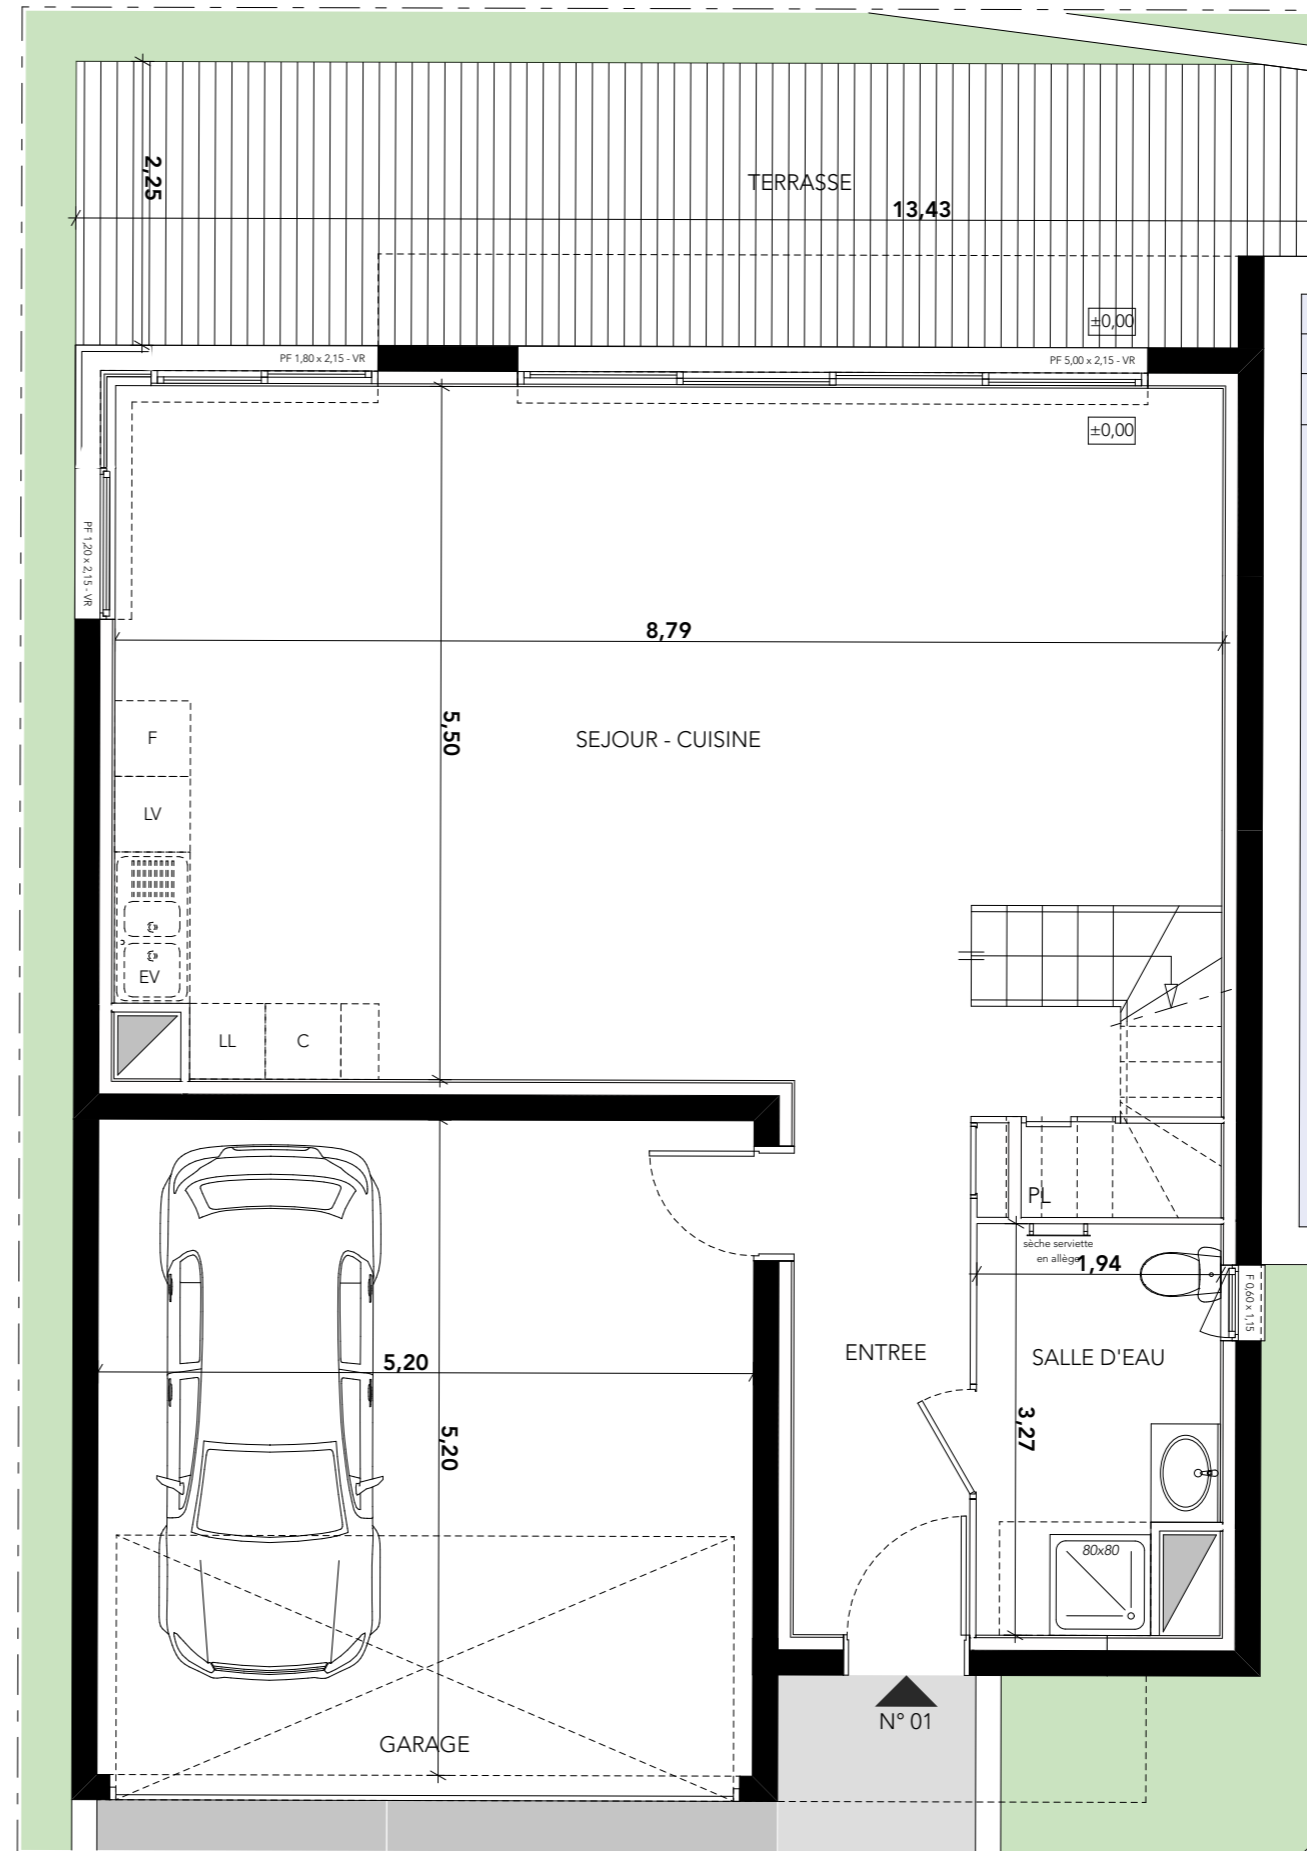 2,25
TERRASSE
13,43
±0,00
PF 1,80 x 2,15 - VR
PF 5,00 x 2,15 - VR
±0,00
PF 1,20 x 2,15 - VR
8,79
5,50
SEJOUR - CUISINE
F
LV
EV
LL
C
PL
sèche serviette
en allège
1,94
F 0,60 x 1,15
ENTREE
SALLE D'EAU
5,20
5,20
3,27
80x80
N° 01
GARAGE